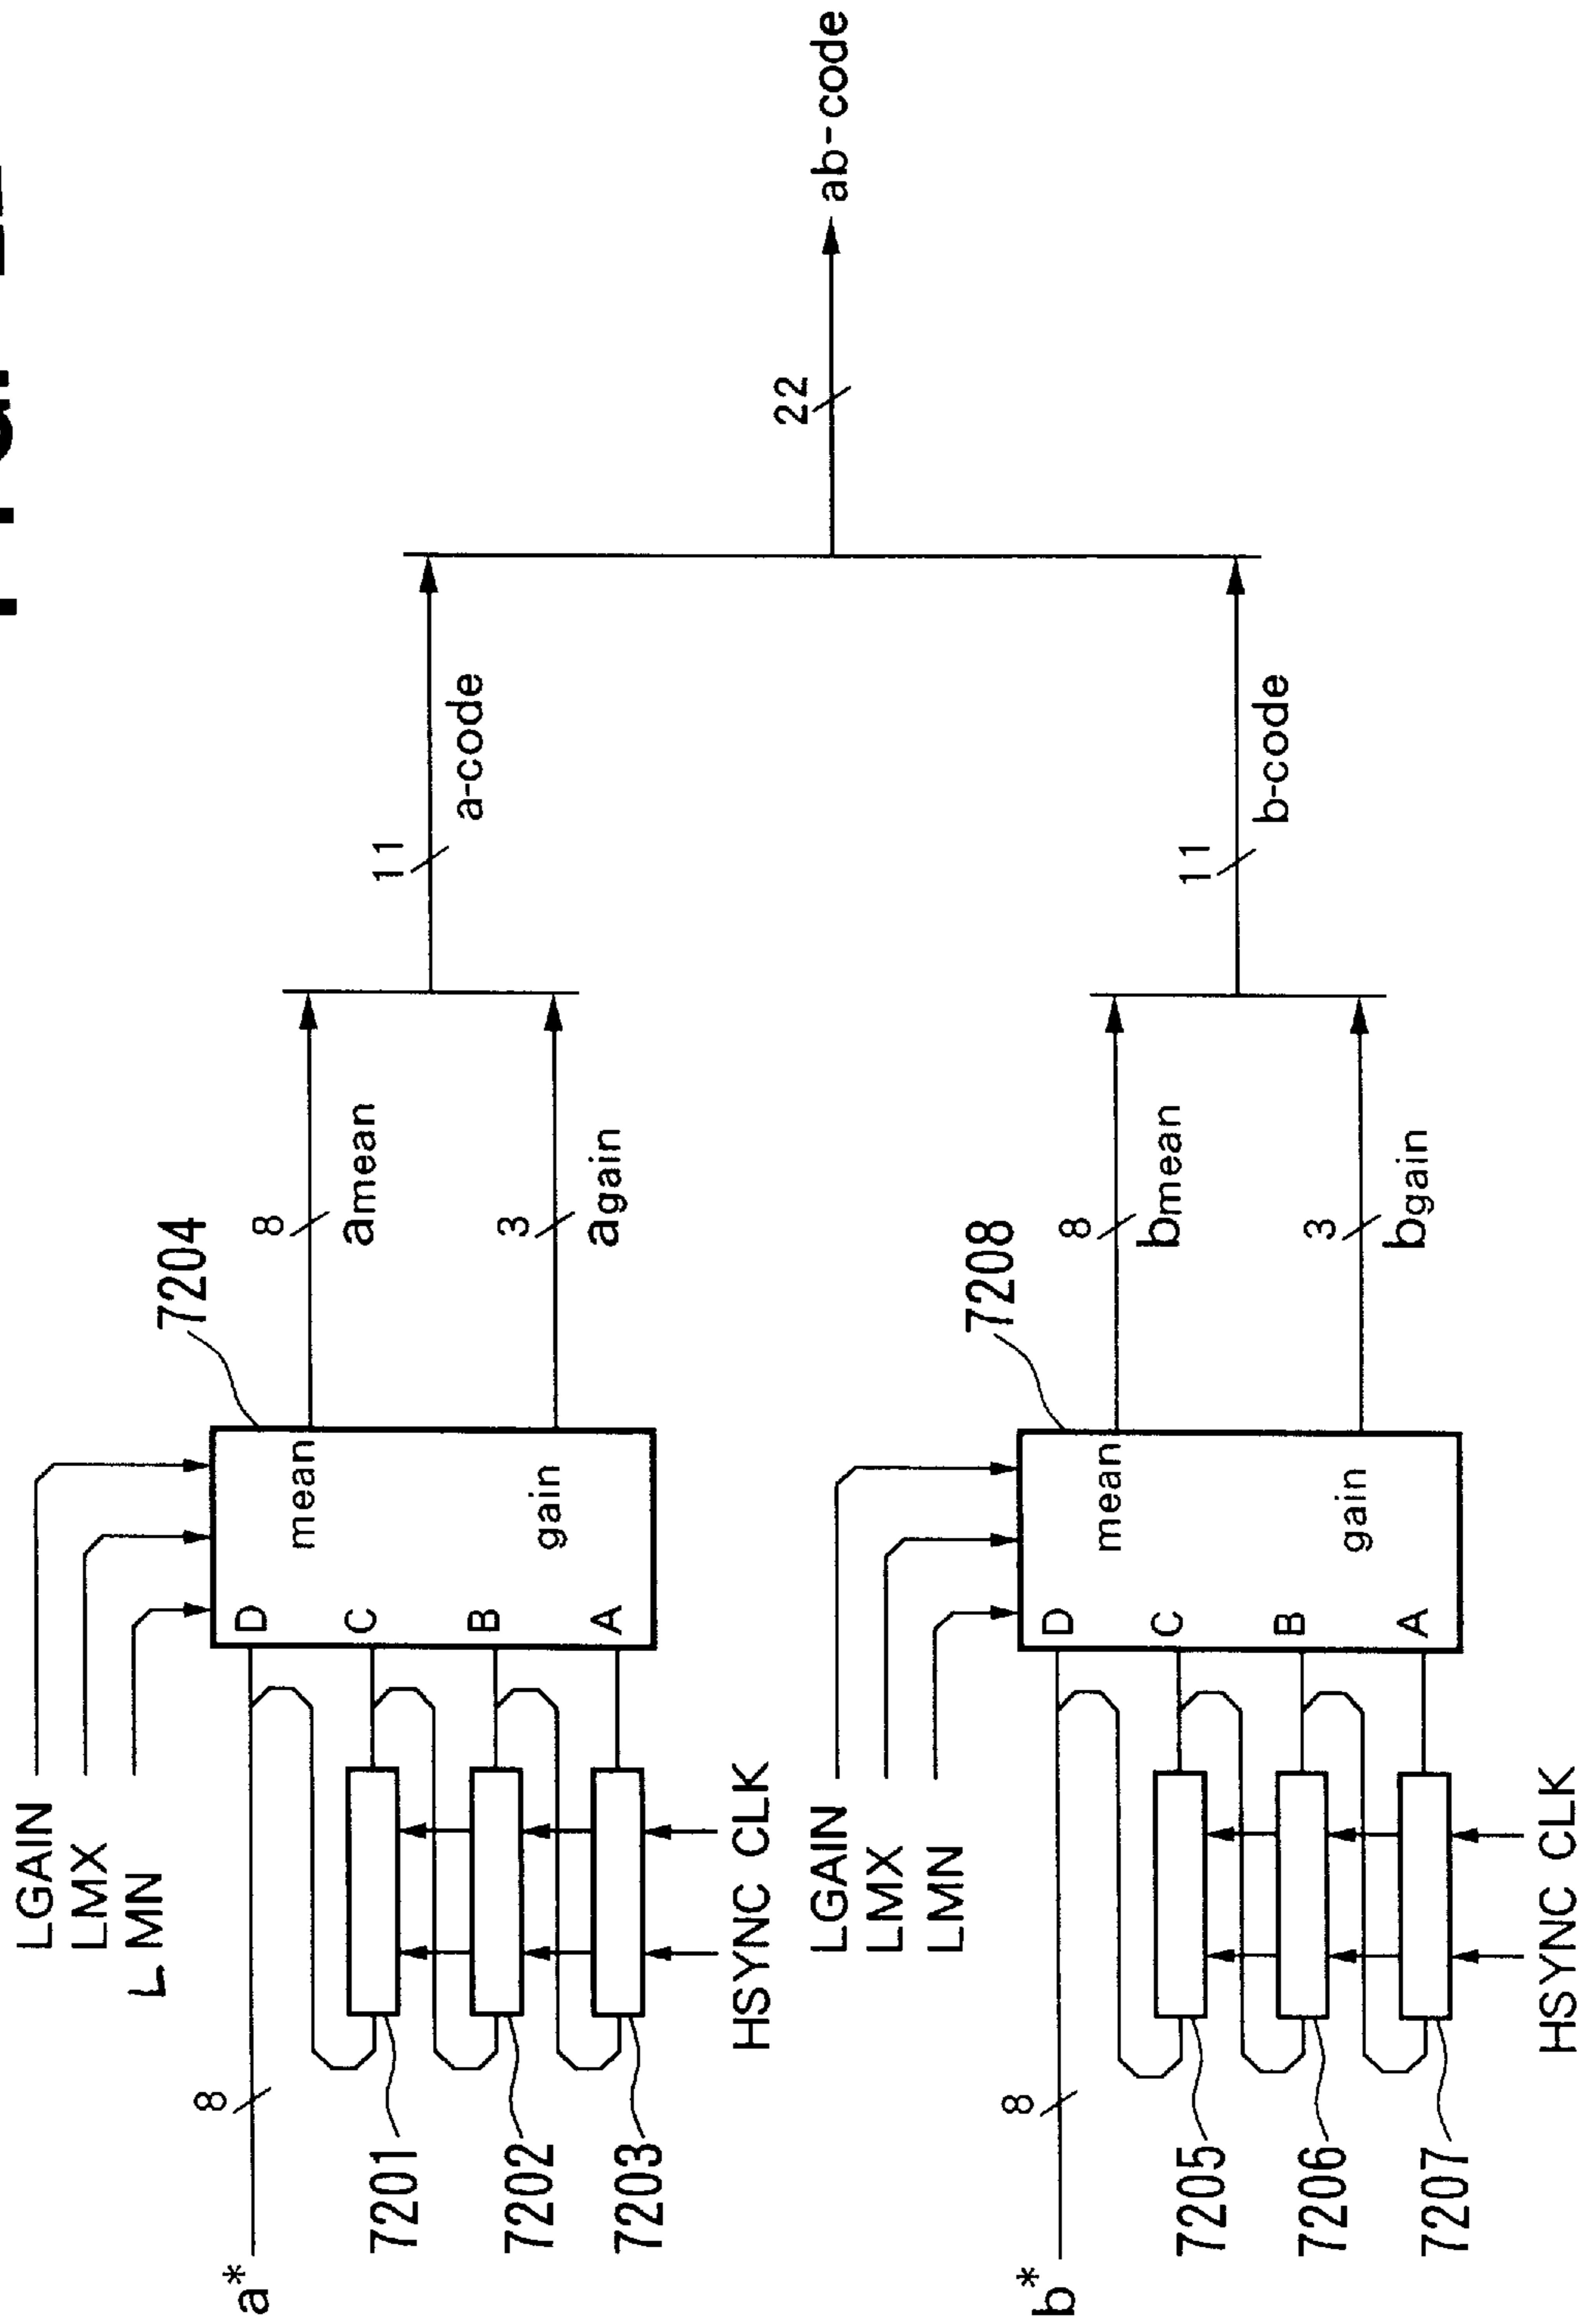 LGAIN
LMX
LMN
a*
8
7201
7202
7203
HSYNC CLK
D
C
B
A
mean
gain
7204
8
amean
3
again
11
a-code
22
ab-code
LGAIN
LMX
LMN
b*
8
7205
7206
7207
HSYNC CLK
D
C
B
A
mean
gain
7208
8
bmean
3
bgain
11
b-code